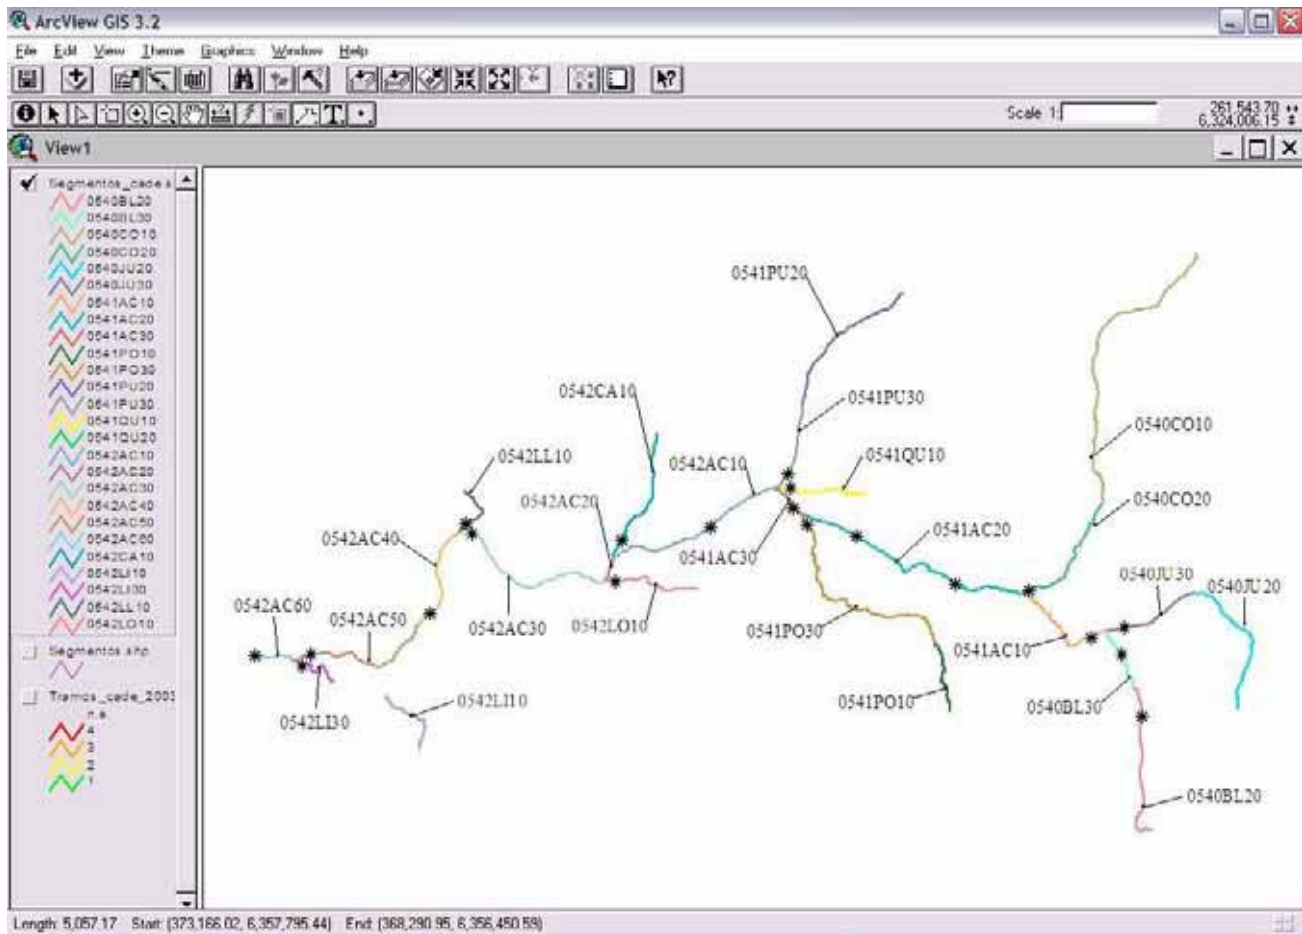 ArcView GIS 3.2
File Edit View Theme Graphics Window Help
Scale 1:
261,543.70
6,324,006.15
View1
Segmentos_cade.s
0540BL20
0540BL30
0540CO10
0540CO20
0540JU20
0540JU30
0541AC10
0541AC20
0541AC30
0541PO10
0541PO30
0541PU20
0541PU30
0541QU10
0541QU20
0542AC10
0542AC20
0542AC30
0542AC40
0542AC50
0542AC60
0542CA10
0542LI10
0542LI30
0542LL10
0542LO10
Segmentos.shp
Tramos_cade_2003
n.s
4
3
2
1
0541PU20
0542CA10
0541PU30
0540CO10
0542LL10
0542AC10
0541QU10
0542AC20
0540CO20
0542AC40
0541AC30
0541AC20
0540JU30
0540JU20
0542AC60
0542AC50
0542AC30
0542LO10
0541PO30
0541AC10
0542LI30
0542LI10
0541PO10
0540BL30
0540BL20
Length: 5,057.17 Start: (373,166.02, 6,357,795.44) End: (368,290.95, 6,356,450.59)